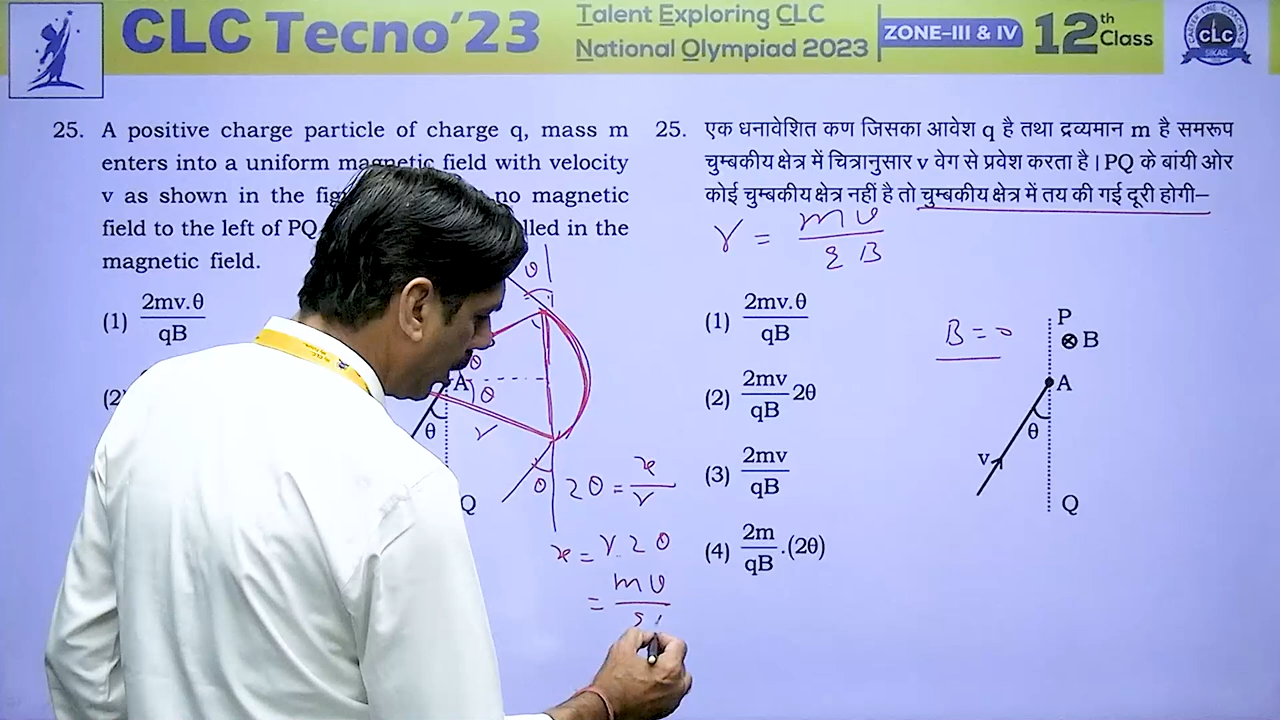 CLC Tecno’23
Talent Exploring CLC
National Olympiad 2023
ZONE–III & IV
12th Class
CLC
SIKAR
25. A positive charge particle of charge q, mass m
enters into a uniform magnetic field with velocity
v as shown in the no magnetic
field to the left of PQ in the
magnetic field.
(1) 2mv.θ/qB
A
θ
Q
θ
θ
θ
r
θ
2θ = x/r
x = r 2θ
= mv
25. एक धनावेशित कण जिसका आवेश q है तथा द्रव्यमान m है समरूप
चुम्बकीय क्षेत्र में चित्रानुसार v वेग से प्रवेश करता है। PQ के बांयी ओर
कोई चुम्बकीय क्षेत्र नहीं है तो चुम्बकीय क्षेत्र में तय की गई दूरी होगी–
r = mv/qB
(1) 2mv.θ/qB
(2) 2mv/qB 2θ
(3) 2mv/qB
(4) 2m/qB .(2θ)
B = 0
P
⊗B
A
θ
v
Q